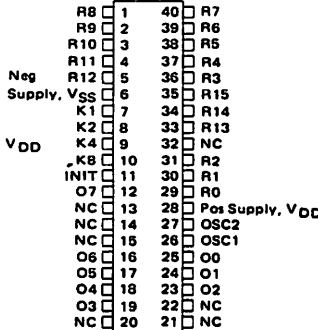 R8 1 40 R7
R9 2 39 R6
R10 3 38 R5
R11 4 37 R4
Neg R12 5 36 R3
Supply, VSS 6 35 R15
K1 7 34 R14
K2 8 33 R13
VDD K4 9 32 NC
K8 10 31 R2
INIT 11 30 R1
O7 12 29 R0
NC 13 28 Pos Supply, VDD
NC 14 27 OSC2
NC 15 26 OSC1
O6 16 25 O0
O5 17 24 O1
O4 18 23 O2
O3 19 22 NC
NC 20 21 NC